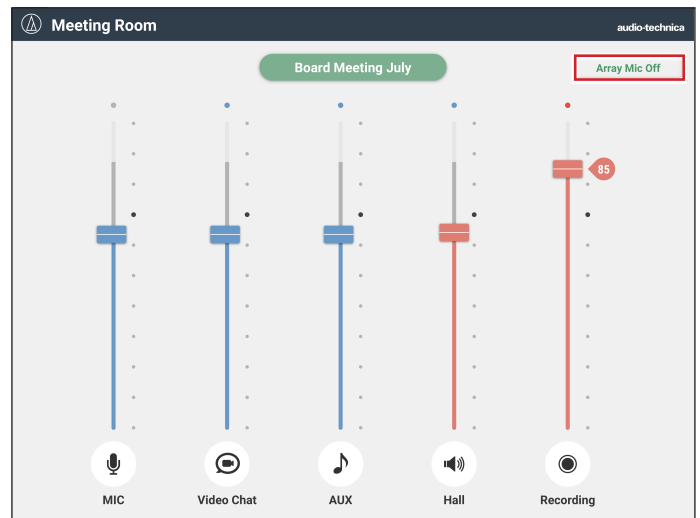 Meeting Room
audio-technica
Board Meeting July
Array Mic Off
85
MIC
Video Chat
AUX
Hall
Recording